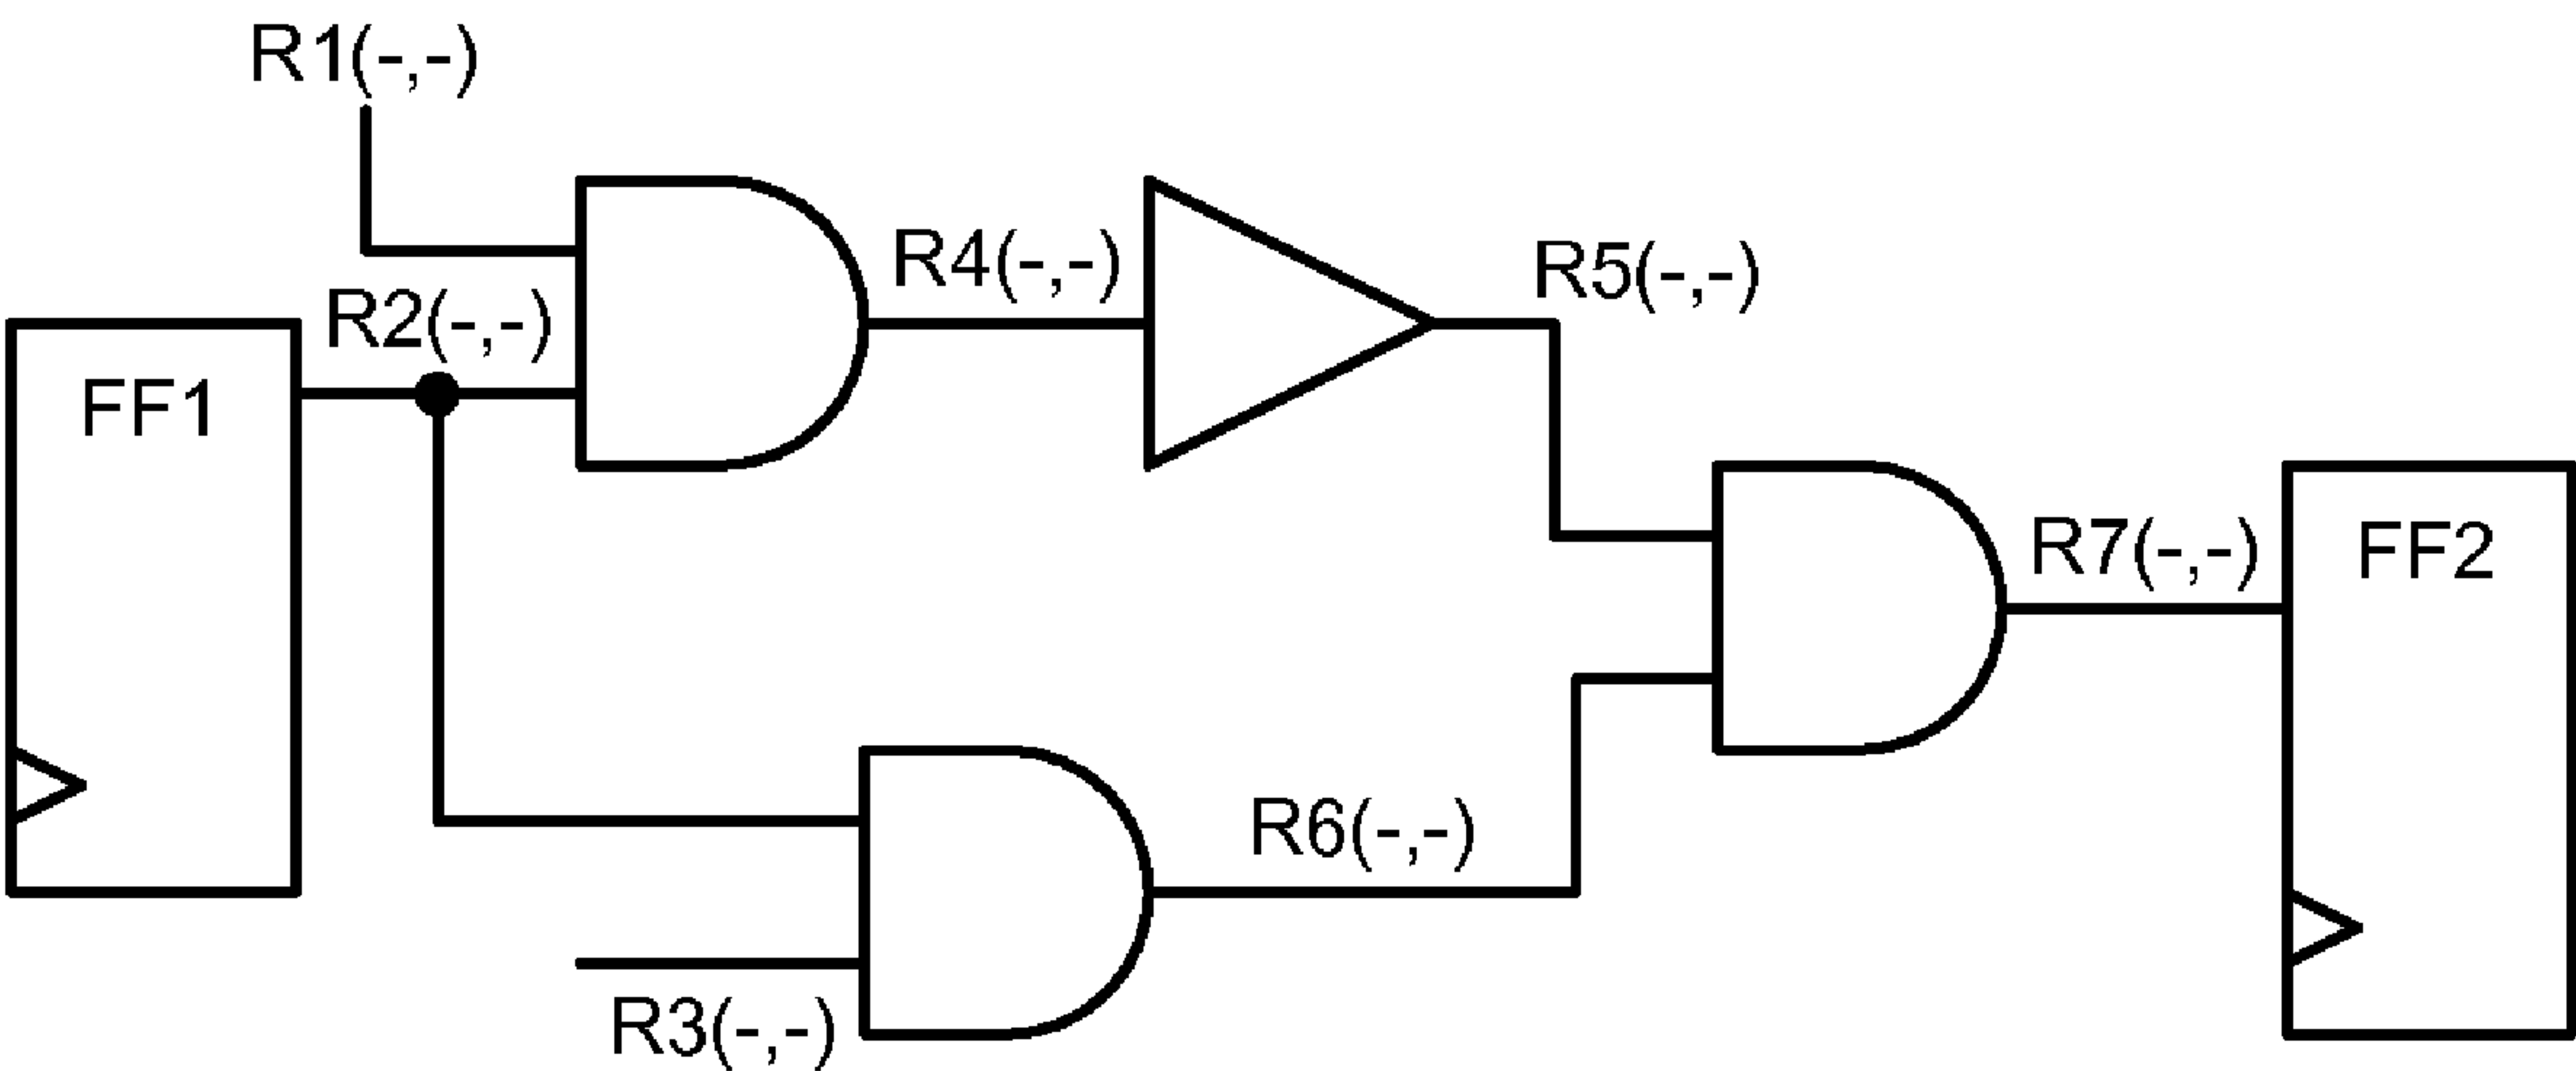 R1(-,-)
R4(-,-)
R5(-,-)
R2(-,-)
FF1
R7(-,-)
FF2
R6(-,-)
R3(-,-)